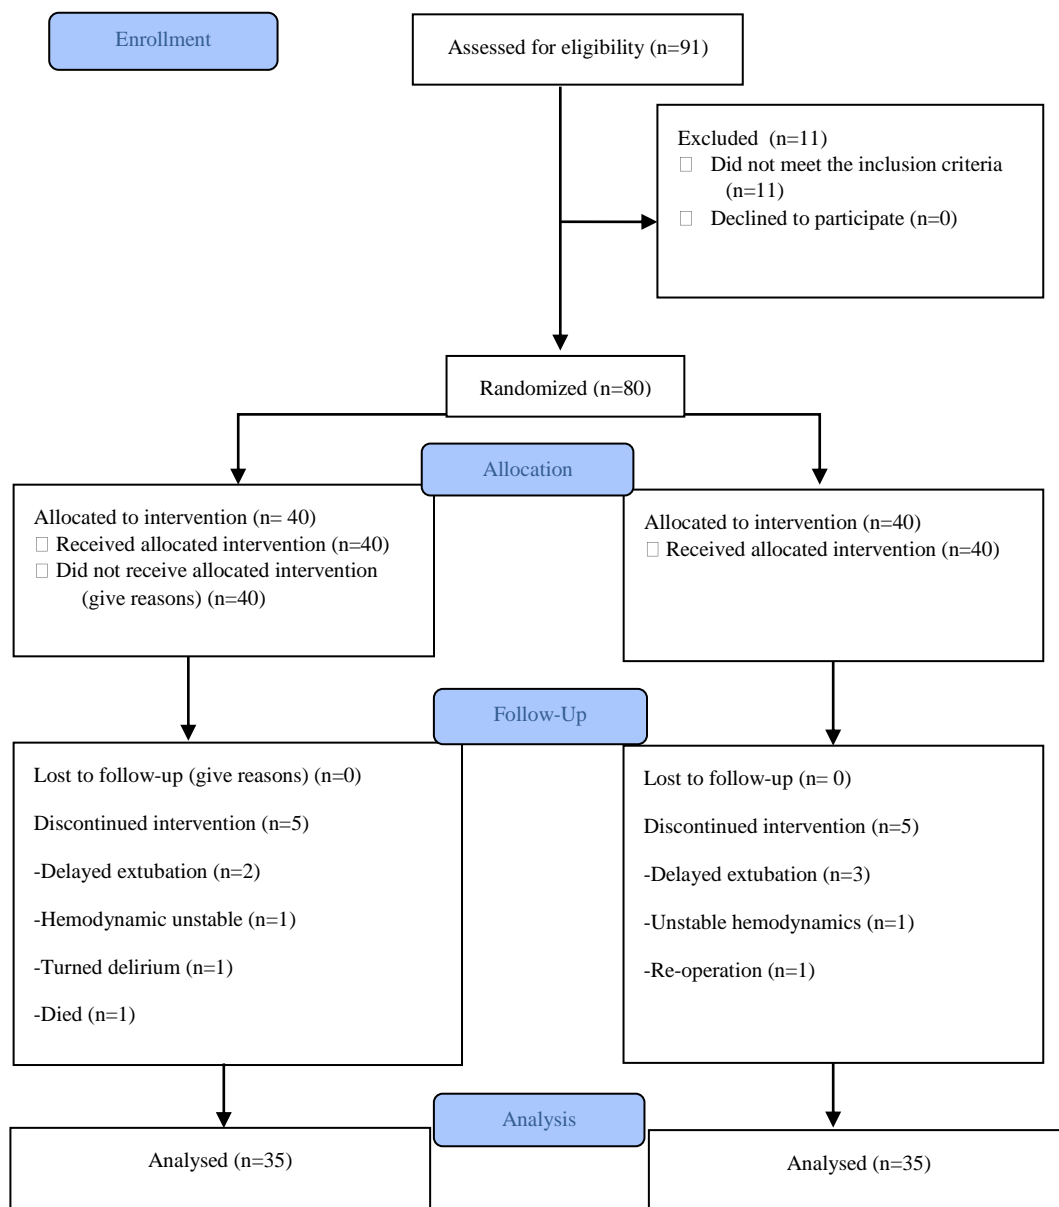 Enrollment
Assessed for eligibility (n=91)
Excluded  (n=11)
□ Did not meet the inclusion criteria
(n=11)
□ Declined to participate (n=0)
Randomized (n=80)
Allocation
Allocated to intervention (n= 40)
□ Received allocated intervention (n=40)
□ Did not receive allocated intervention
(give reasons) (n=40)
Allocated to intervention (n=40)
□ Received allocated intervention (n=40)
Follow-Up
Lost to follow-up (give reasons) (n=0)
Discontinued intervention (n=5)
-Delayed extubation (n=2)
-Hemodynamic unstable (n=1)
-Turned delirium (n=1)
-Died (n=1)
Lost to follow-up (n= 0)
Discontinued intervention (n=5)
-Delayed extubation (n=3)
-Unstable hemodynamics (n=1)
-Re-operation (n=1)
Analysis
Analysed (n=35)
Analysed (n=35)